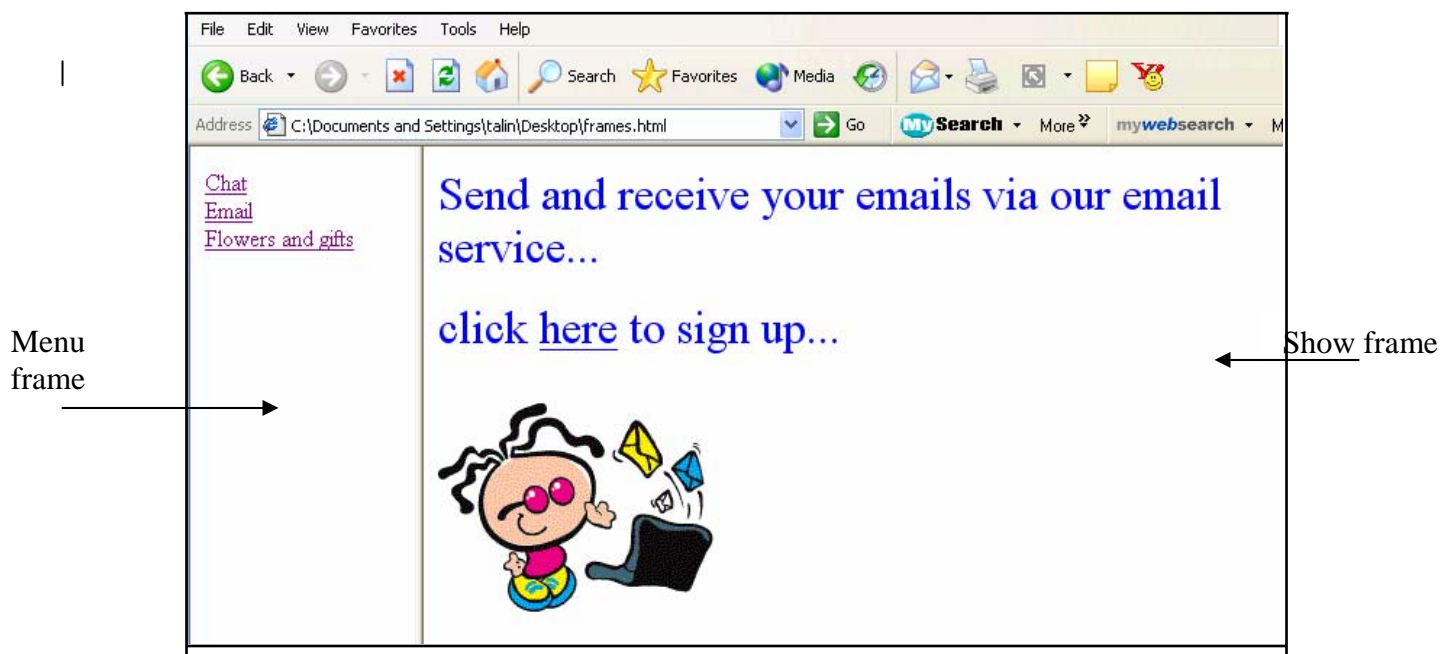 File Edit View Favorites Tools Help
Back Search Favorites Media
Address C:\Documents and Settings\talin\Desktop\frames.html Go My Search More mywebsearch M
Chat
Email
Flowers and gifts
Send and receive your emails via our email
service...
click here to sign up...
Menu
frame
Show frame